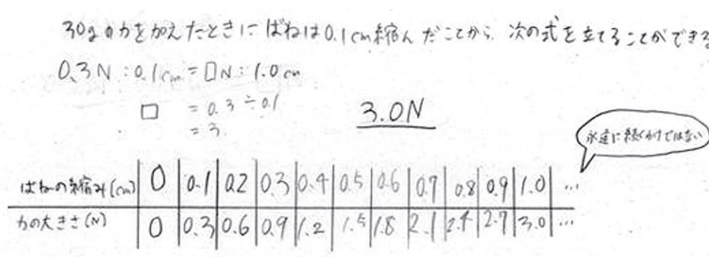 30gの力をかえたときにばねは0.1cm縮んだことから、次の式を立てることができる
0.3N:0.1cm=□N:1.0cm
□ =0.3÷0.1
=3
3.0N
永遠に続くわけではない
ばねの縮み(cm) 0 0.1 0.2 0.3 0.4 0.5 0.6 0.7 0.8 0.9 1.0 …
力の大きさ(N) 0 0.3 0.6 0.9 1.2 1.5 1.8 2.1 2.4 2.7 3.0 …